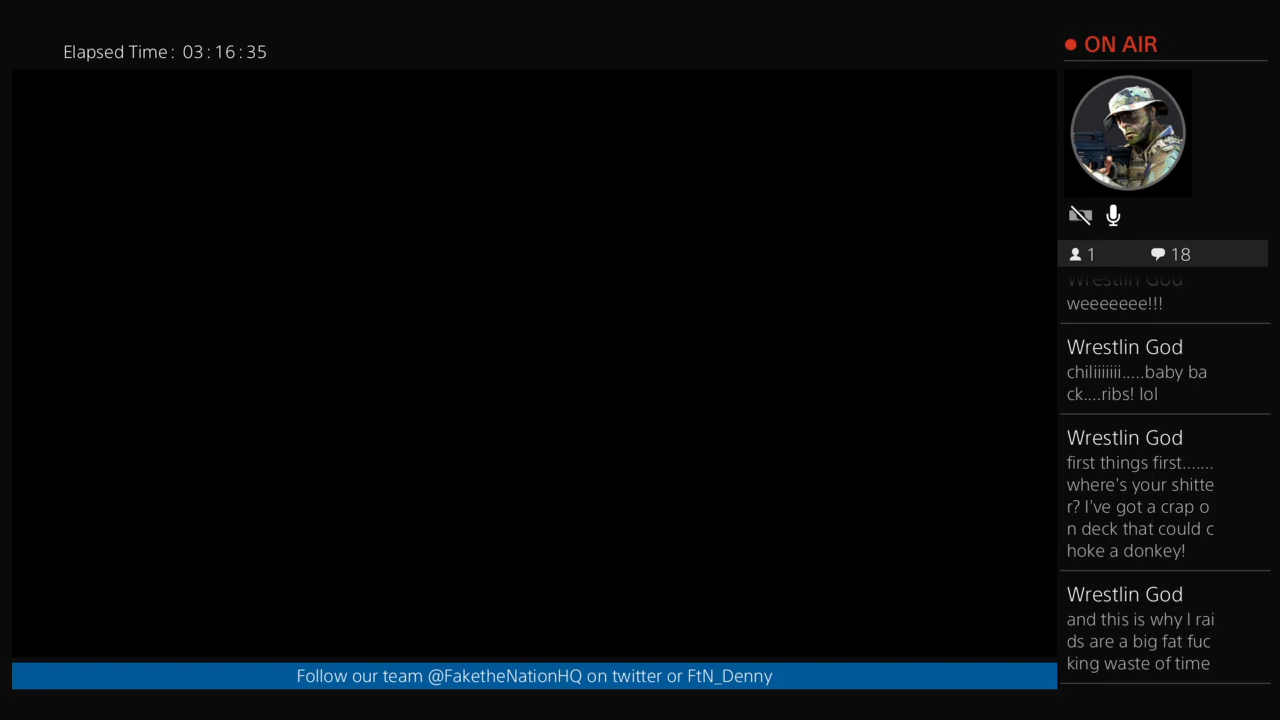 Elapsed Time: 03:16:35
ON AIR
1 18
Wrestlin God
weeeeeee!!!
Wrestlin God
chiliiiiiii.....baby ba
ck....ribs! lol
Wrestlin God
first things first.......
where's your shitte
r? I've got a crap o
n deck that could c
hoke a donkey!
Wrestlin God
and this is why I rai
ds are a big fat fuc
king waste of time
Follow our team @FaketheNationHQ on twitter or FtN_Denny